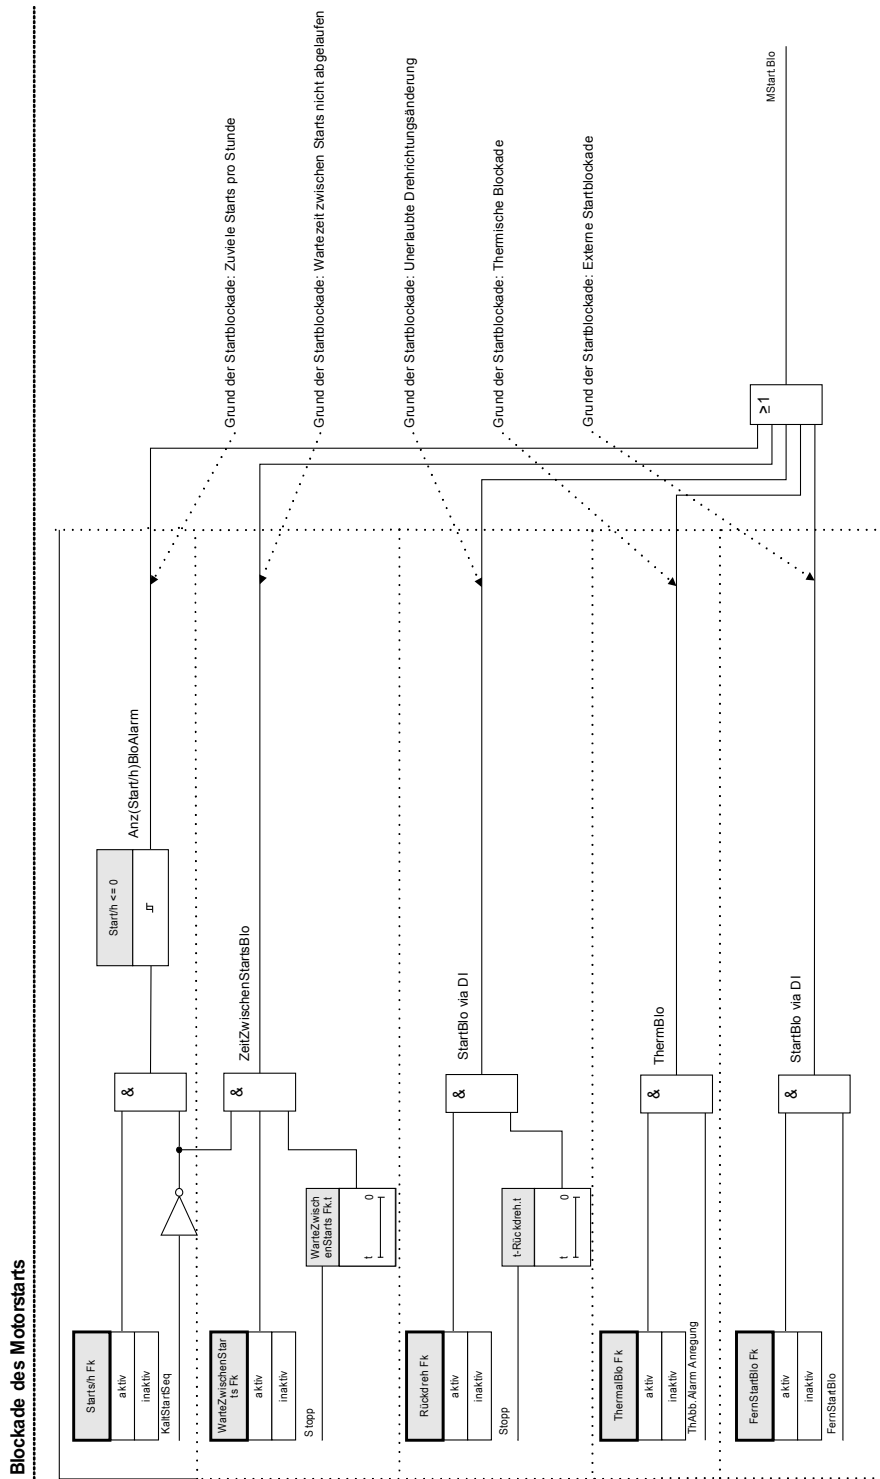 Blockade des Motorstarts
Starts/h Fk
aktiv
inaktiv
KaltStartSeq
&
Start/h <= 0
Anz(Start/h)BloAlarm
Grund der Startblockade: Zuviele Starts pro Stunde
WarteZwischenStar
ts Fk
aktiv
inaktiv
Stopp
WarteZwisch
enStarts Fk.t
t
0
&
ZeitZwischenStartsBlo
Grund der Startblockade: Wartezeit zwischen Starts nicht abgelaufen
Rückdreh Fk
aktiv
inaktiv
Stopp
t-Rückdreh.t
t
0
&
StartBlo via DI
Grund der Startblockade: Unerlaubte Drehrichtungsänderung
ThermalBlo Fk
aktiv
inaktiv
ThAbb.Alarm Anregung
&
ThermBlo
Grund der Startblockade: Thermische Blockade
FernStartBlo Fk
aktiv
inaktiv
FernStartBlo
&
StartBlo via DI
Grund der Startblockade: Externe Startblockade
≥1
MStart.Blo